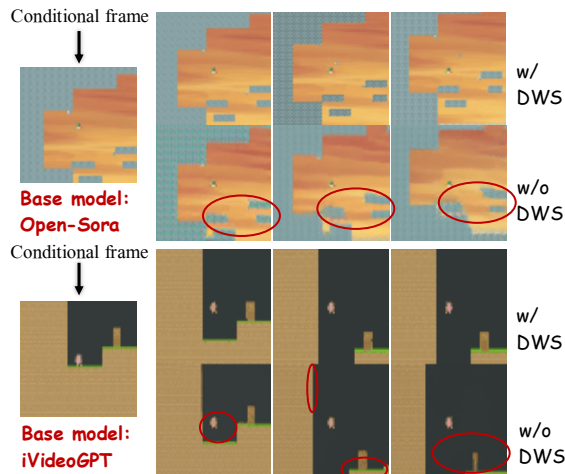 Conditional frame
w/
DWS
Base model:
Open-Sora
w/o
DWS
Conditional frame
w/
DWS
Base model:
iVideoGPT
w/o
DWS